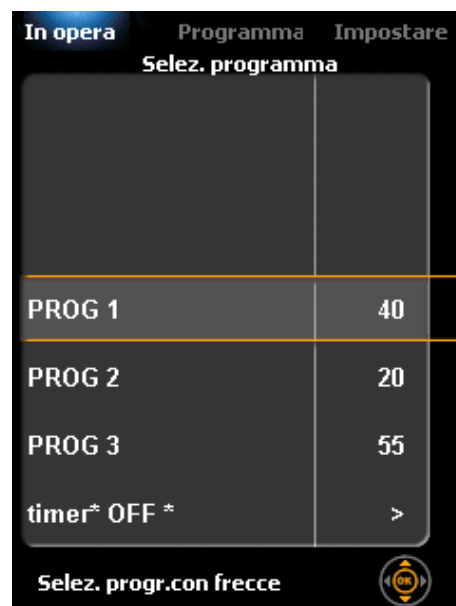 In opera Programma Impostare
Selez. programma
PROG 1 40
PROG 2 20
PROG 3 55
timer* OFF * >
Selez. progr.con frecce OK